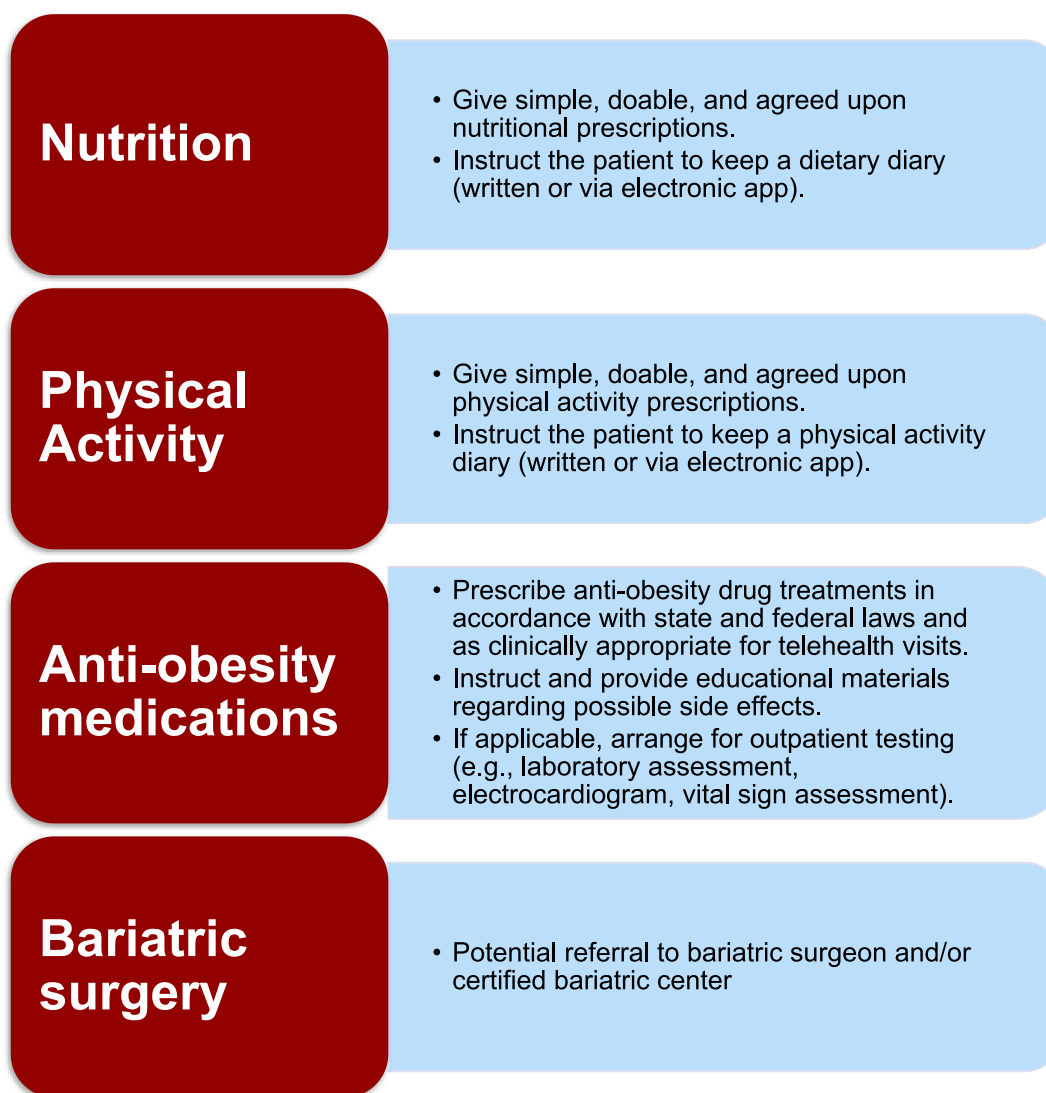 Nutrition
• Give simple, doable, and agreed upon
nutritional prescriptions.
• Instruct the patient to keep a dietary diary
(written or via electronic app).
Physical
Activity
• Give simple, doable, and agreed upon
physical activity prescriptions.
• Instruct the patient to keep a physical activity
diary (written or via electronic app).
Anti-obesity
medications
• Prescribe anti-obesity drug treatments in
accordance with state and federal laws and
as clinically appropriate for telehealth visits.
• Instruct and provide educational materials
regarding possible side effects.
• If applicable, arrange for outpatient testing
(e.g., laboratory assessment,
electrocardiogram, vital sign assessment).
Bariatric
surgery
• Potential referral to bariatric surgeon and/or
certified bariatric center